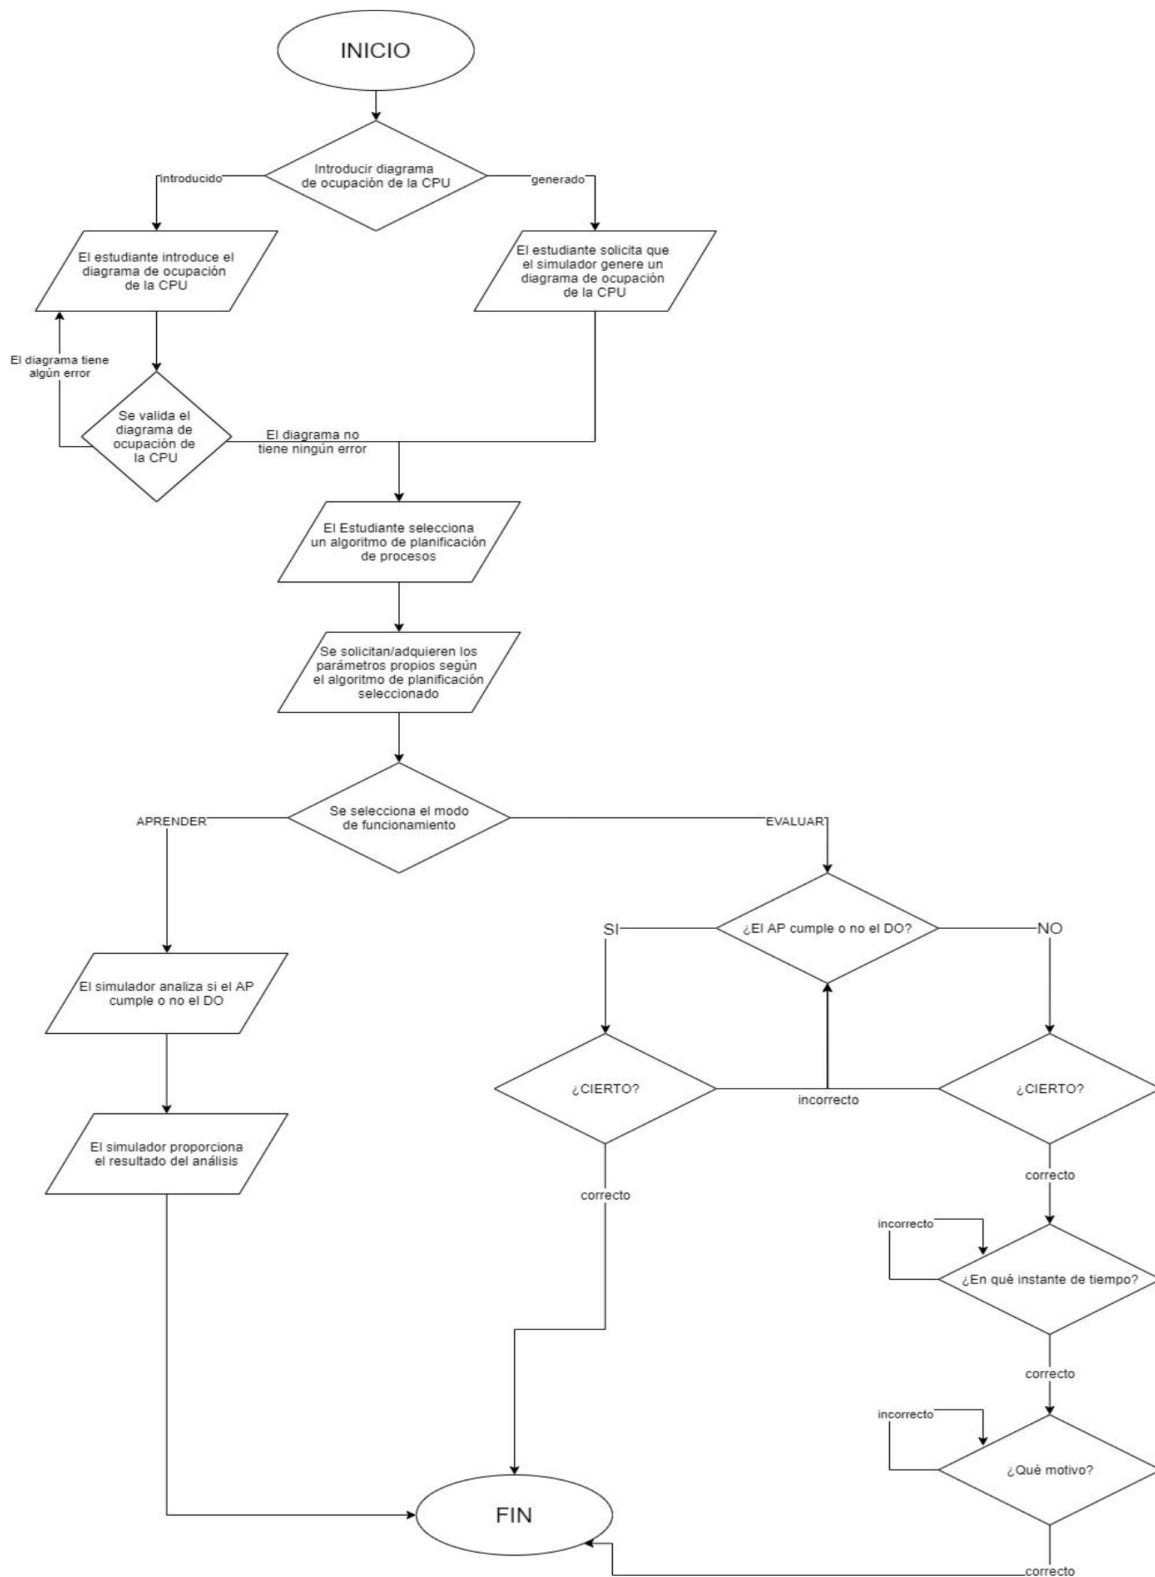 INICIO
Introducir diagrama
de ocupación de la CPU
introducido
generado
El estudiante introduce el
diagrama de ocupación
de la CPU
El estudiante solicita que
el simulador genere un
diagrama de ocupación
de la CPU
El diagrama tiene
algún error
Se valida el
diagrama de
ocupación de
la CPU
El diagrama no
tiene ningún error
El Estudiante selecciona
un algoritmo de planificación
de procesos
Se solicitan/adquieren los
parámetros propios según
el algoritmo de planificación
seleccionado
Se selecciona el modo
de funcionamiento
APRENDER
EVALUAR
¿El AP cumple o no el DO?
SI
NO
El simulador analiza si el AP
cumple o no el DO
¿CIERTO?
¿CIERTO?
incorrecto
El simulador proporciona
el resultado del análisis
correcto
correcto
incorrecto
¿En qué instante de tiempo?
correcto
incorrecto
¿Qué motivo?
FIN
correcto